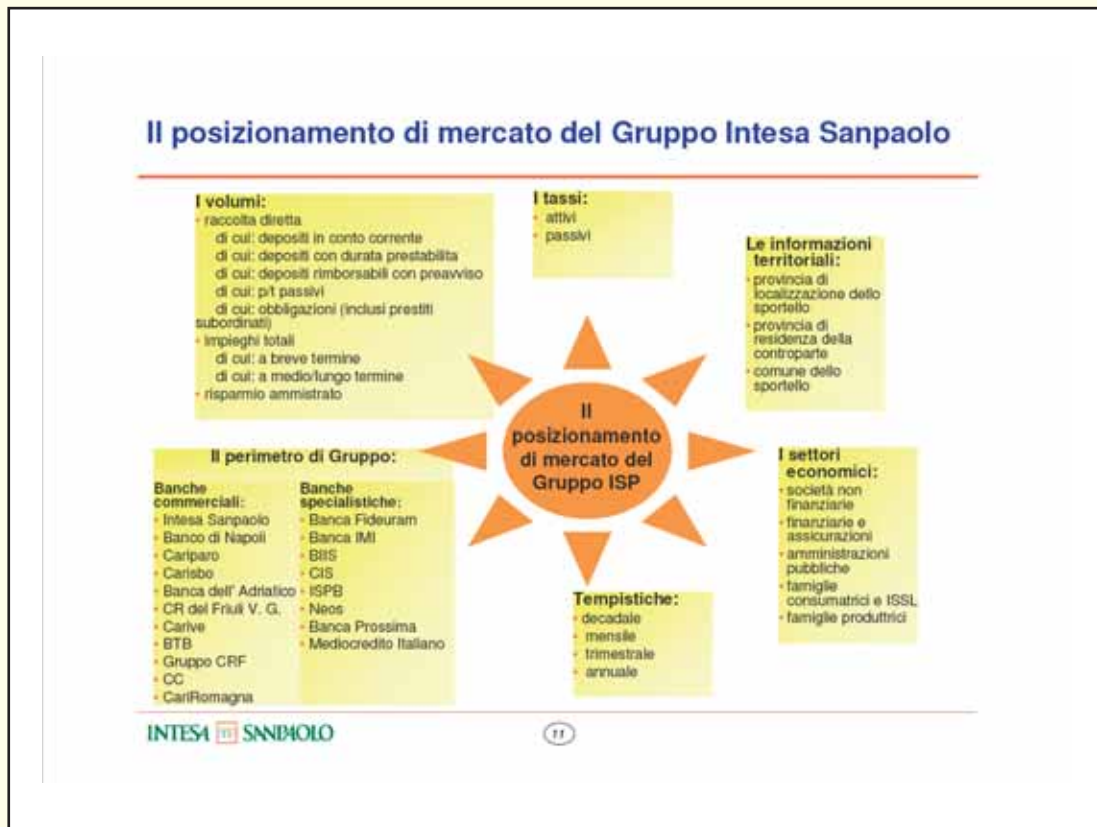 Il posizionamento di mercato del Gruppo Intesa Sanpaolo
I volumi:
• raccolta diretta
di cui: depositi in conto corrente
di cui: depositi con durata prestabilita
di cui: depositi rimborsabili con preavviso
di cui: p/t passivi
di cui: obbligazioni (inclusi prestiti
subordinati)
• impieghi totali
di cui: a breve termine
di cui: a medio/lungo termine
• risparmio ammistrato
I tassi:
• attivi
• passivi
Le informazioni
territoriali:
• provincia di
localizzazione dello
sportello
• provincia di
residenza della
controparte
• comune dello
sportello
Il
posizionamento
di mercato del
Gruppo ISP
Il perimetro di Gruppo:
Banche
commerciali:
• Intesa Sanpaolo
• Banco di Napoli
• Cariparo
• Carisbo
• Banca dell' Adriatico
• CR del Friuli V. G.
• Carive
• BTB
• Gruppo CRF
• CC
• CariRomagna
Banche
specialistiche:
• Banca Fideuram
• Banca IMI
• BIIS
• CIS
• ISPB
• Neos
• Banca Prossima
• Mediocredito Italiano
Tempistiche:
• decadale
• mensile
• trimestrale
• annuale
I settori
economici:
• società non
finanziarie
• finanziarie e
assicurazioni
• amministrazioni
pubbliche
• famiglie
consumatrici e ISSL
• famiglie produttrici
INTESA SANPAOLO
11